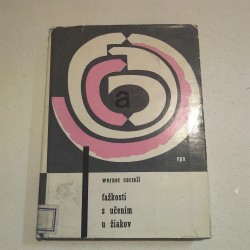 a
spn
werner correll
ťažkosti
s učením
u žiakov